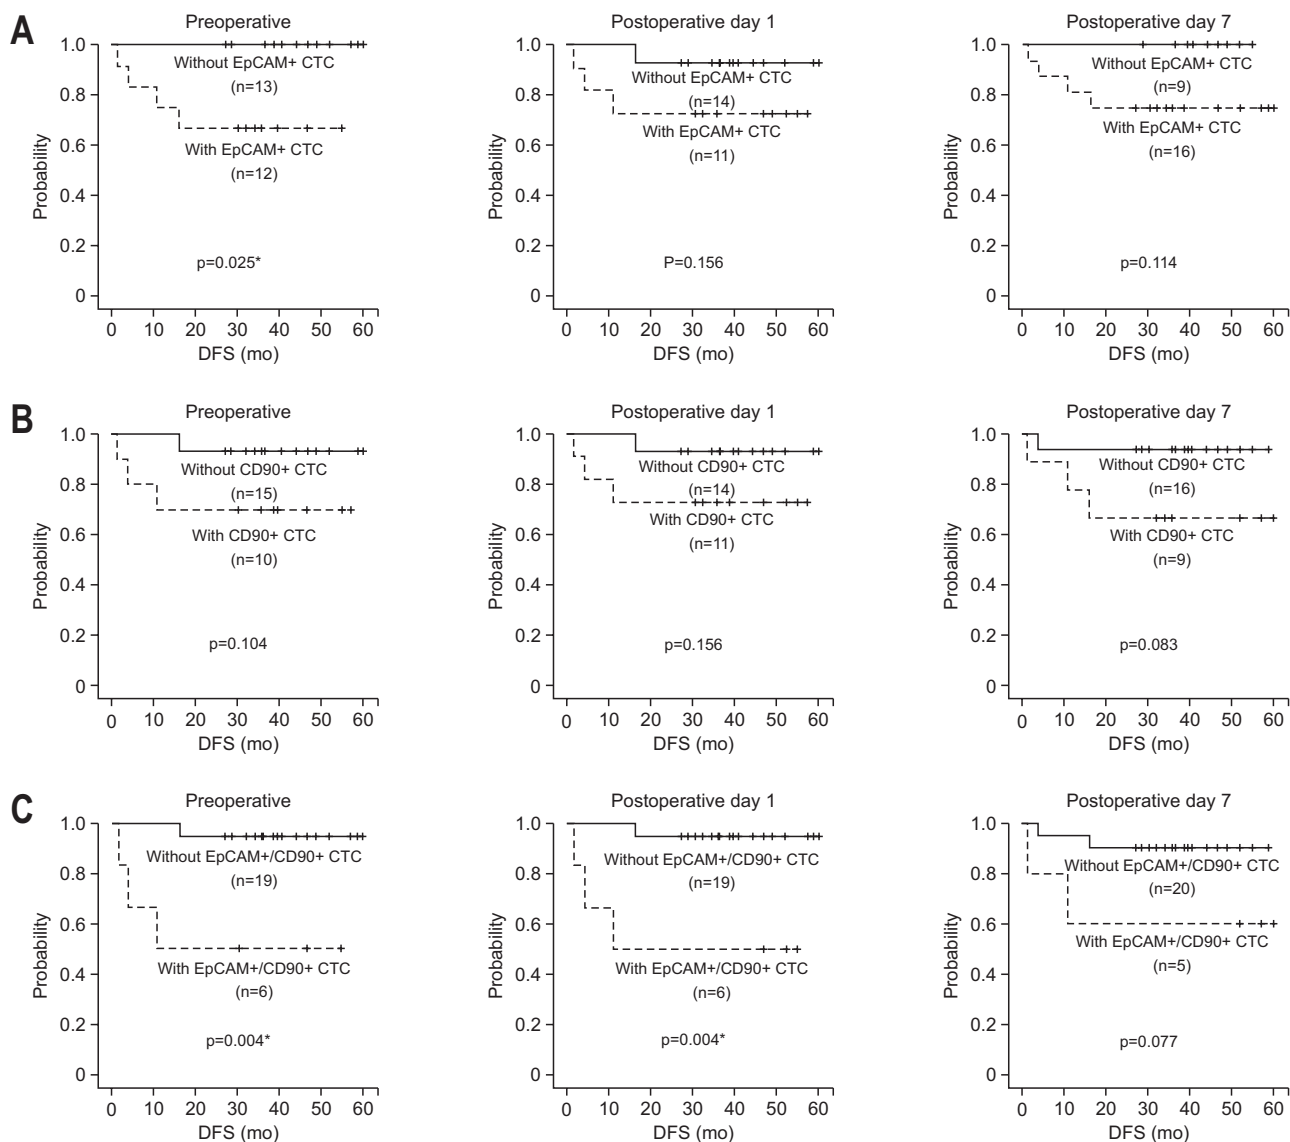 A
Preoperative
1.0
0.8
0.6
0.4
0.2
0
Probability
Without EpCAM+ CTC
(n=13)
With EpCAM+ CTC
(n=12)
p=0.025*
0 10 20 30 40 50 60
DFS (mo)
Postoperative day 1
1.0
0.8
0.6
0.4
0.2
0
Probability
Without EpCAM+ CTC
(n=14)
With EpCAM+ CTC
(n=11)
P=0.156
0 10 20 30 40 50 60
DFS (mo)
Postoperative day 7
1.0
0.8
0.6
0.4
0.2
0
Probability
Without EpCAM+ CTC
(n=9)
With EpCAM+ CTC
(n=16)
p=0.114
0 10 20 30 40 50 60
DFS (mo)
B
Preoperative
1.0
0.8
0.6
0.4
0.2
0
Probability
Without CD90+ CTC
(n=15)
With CD90+ CTC
(n=10)
p=0.104
0 10 20 30 40 50 60
DFS (mo)
Postoperative day 1
1.0
0.8
0.6
0.4
0.2
0
Probability
Without CD90+ CTC
(n=14)
With CD90+ CTC
(n=11)
p=0.156
0 10 20 30 40 50 60
DFS (mo)
Postoperative day 7
1.0
0.8
0.6
0.4
0.2
0
Probability
Without CD90+ CTC
(n=16)
With CD90+ CTC
(n=9)
p=0.083
0 10 20 30 40 50 60
DFS (mo)
C
Preoperative
1.0
0.8
0.6
0.4
0.2
0
Probability
Without EpCAM+/CD90+ CTC
(n=19)
With EpCAM+/CD90+ CTC
(n=6)
p=0.004*
0 10 20 30 40 50 60
DFS (mo)
Postoperative day 1
1.0
0.8
0.6
0.4
0.2
0
Probability
Without EpCAM+/CD90+ CTC
(n=19)
With EpCAM+/CD90+ CTC
(n=6)
p=0.004*
0 10 20 30 40 50 60
DFS (mo)
Postoperative day 7
1.0
0.8
0.6
0.4
0.2
0
Probability
Without EpCAM+/CD90+ CTC
(n=20)
With EpCAM+/CD90+ CTC
(n=5)
p=0.077
0 10 20 30 40 50 60
DFS (mo)